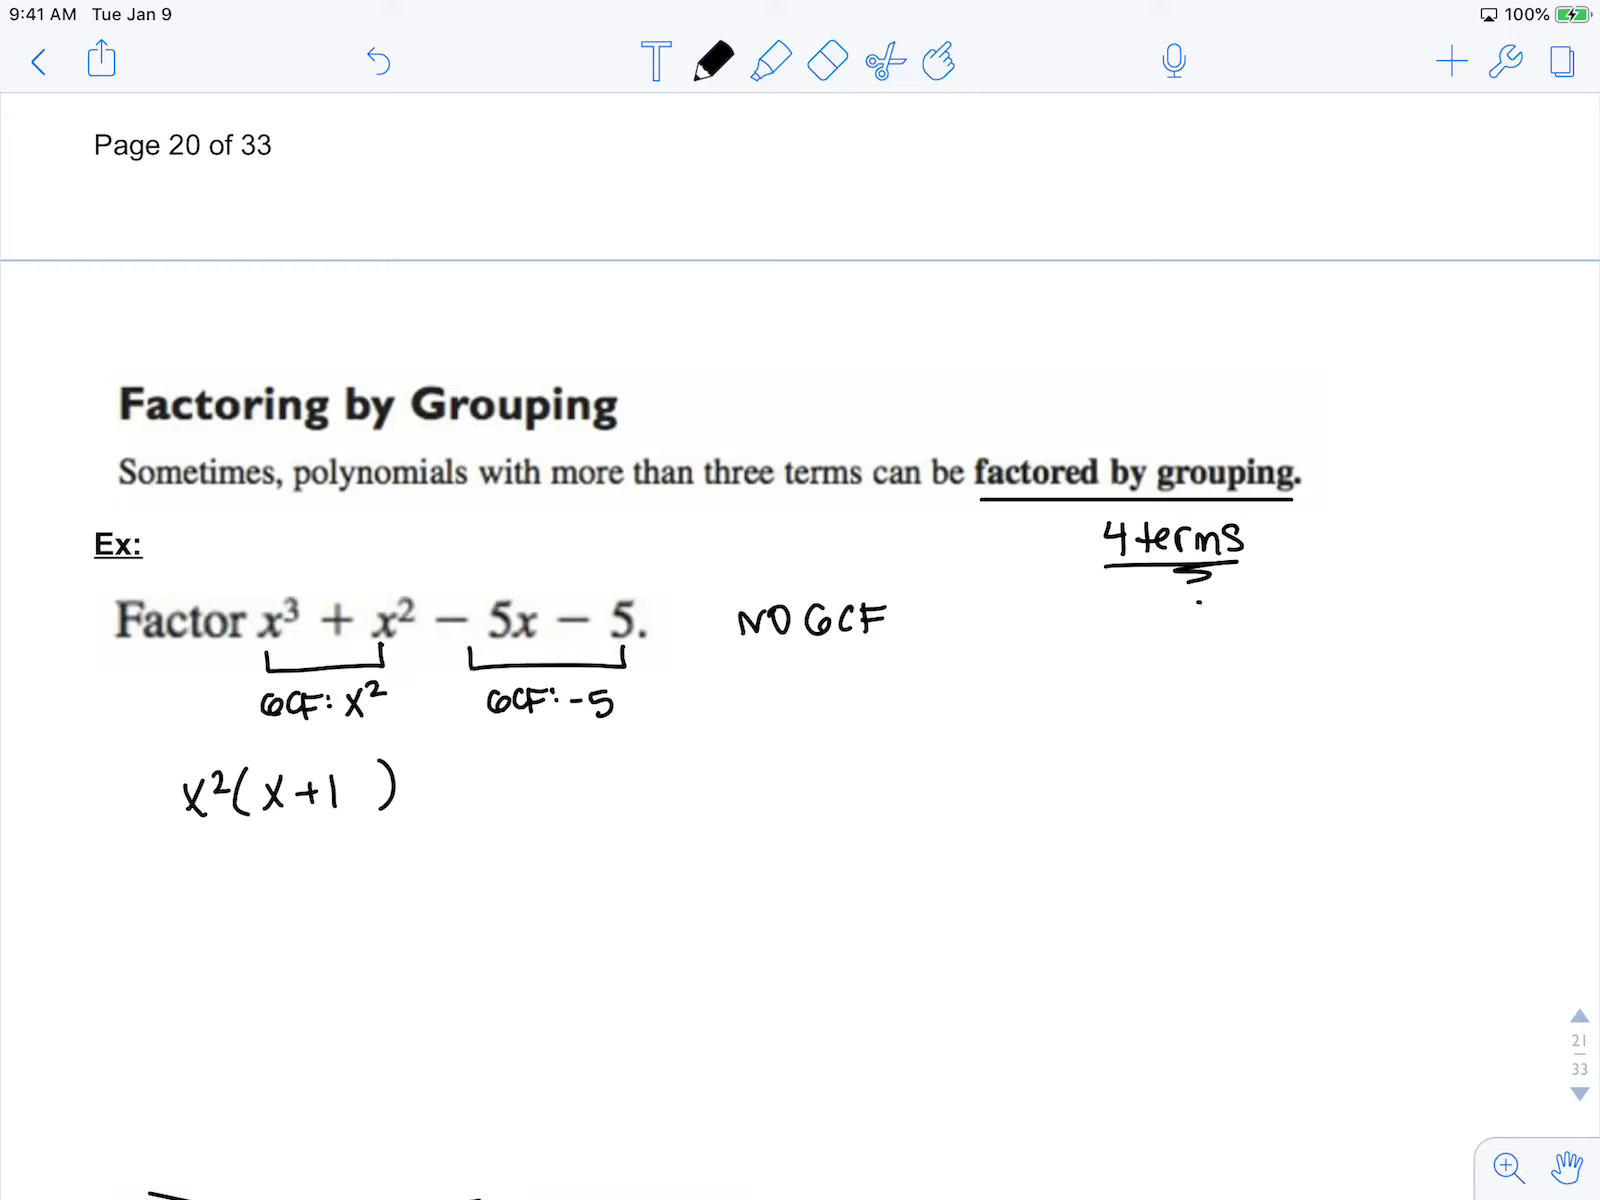 9:41 AM Tue Jan 9 100%
T
Page 20 of 33
Factoring by Grouping
Sometimes, polynomials with more than three terms can be factored by grouping.
4 terms
Ex:
Factor x³ + x² − 5x − 5. NO GCF
GCF: x² GCF: -5
x²(x+1 )
21
33